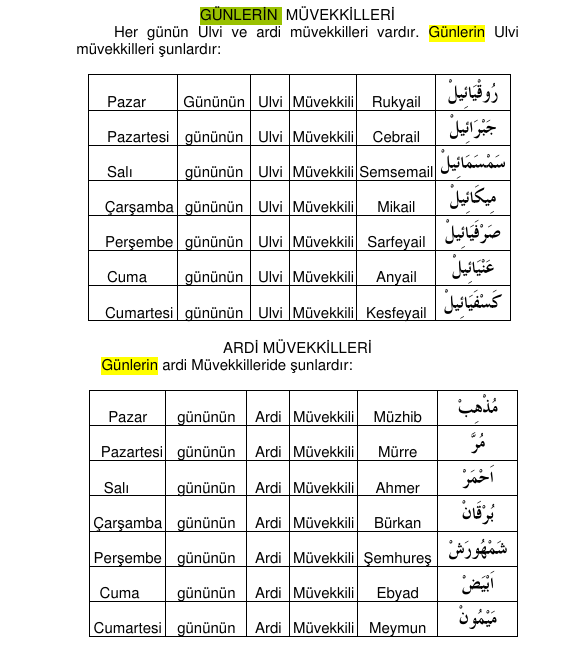 GÜNLERİN MÜVEKKİLLERİ
Her günün Ulvi ve ardi müvekkilleri vardır. Günlerin Ulvi
müvekkilleri şunlardır:
Pazar Gününün Ulvi Müvekkili Rukyail رُوقْيَائِيلْ
Pazartesi gününün Ulvi Müvekkili Cebrail جَبْرَائِيلْ
Salı gününün Ulvi Müvekkili Semsemail سَمْسَمَائِيلْ
Çarşamba gününün Ulvi Müvekkili Mikail مِيكَائِيلْ
Perşembe gününün Ulvi Müvekkili Sarfeyail صَرْفَيَائِيلْ
Cuma gününün Ulvi Müvekkili Anyail عَنْيَائِيلْ
Cumartesi gününün Ulvi Müvekkili Kesfeyail كَسْفَيَائِيلْ
ARDİ MÜVEKKİLLERİ
Günlerin ardi Müvekkilleride şunlardır:
Pazar gününün Ardi Müvekkili Müzhib مُذْهِبْ
Pazartesi gününün Ardi Müvekkili Mürre مُرَّ
Salı gününün Ardi Müvekkili Ahmer اَحْمَرْ
Çarşamba gününün Ardi Müvekkili Bürkan بُرْقَانْ
Perşembe gününün Ardi Müvekkili Şemhureş شَمْهُورَشْ
Cuma gününün Ardi Müvekkili Ebyad اَبْيَضْ
Cumartesi gününün Ardi Müvekkili Meymun مَيْمُونْ